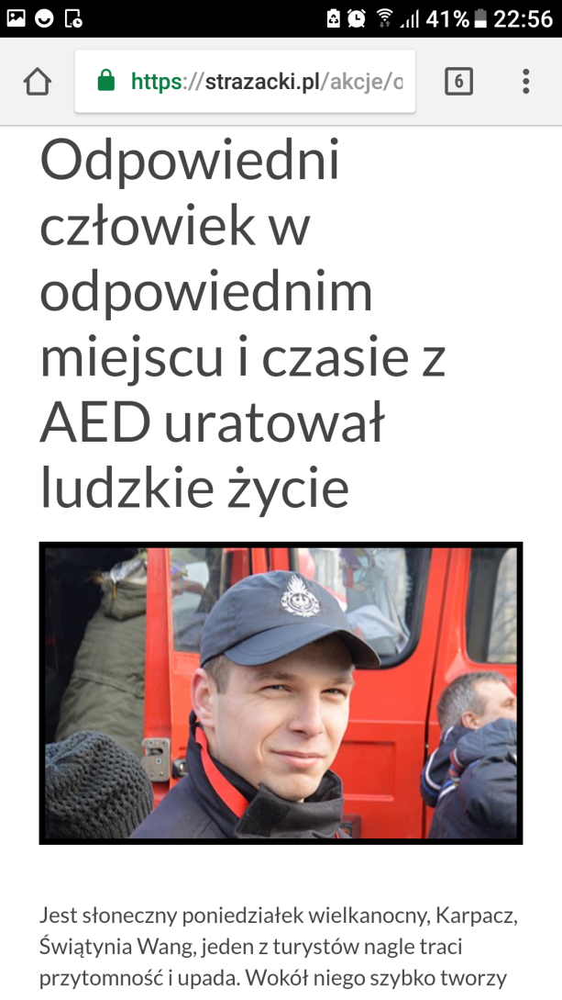 41% 22:56
https://strazacki.pl/akcje/o
6
Odpowiedni
człowiek w
odpowiednim
miejscu i czasie z
AED uratował
ludzkie życie
Jest słoneczny poniedziałek wielkanocny, Karpacz,
Świątynia Wang, jeden z turystów nagle traci
przytomność i upada. Wokół niego szybko tworzy